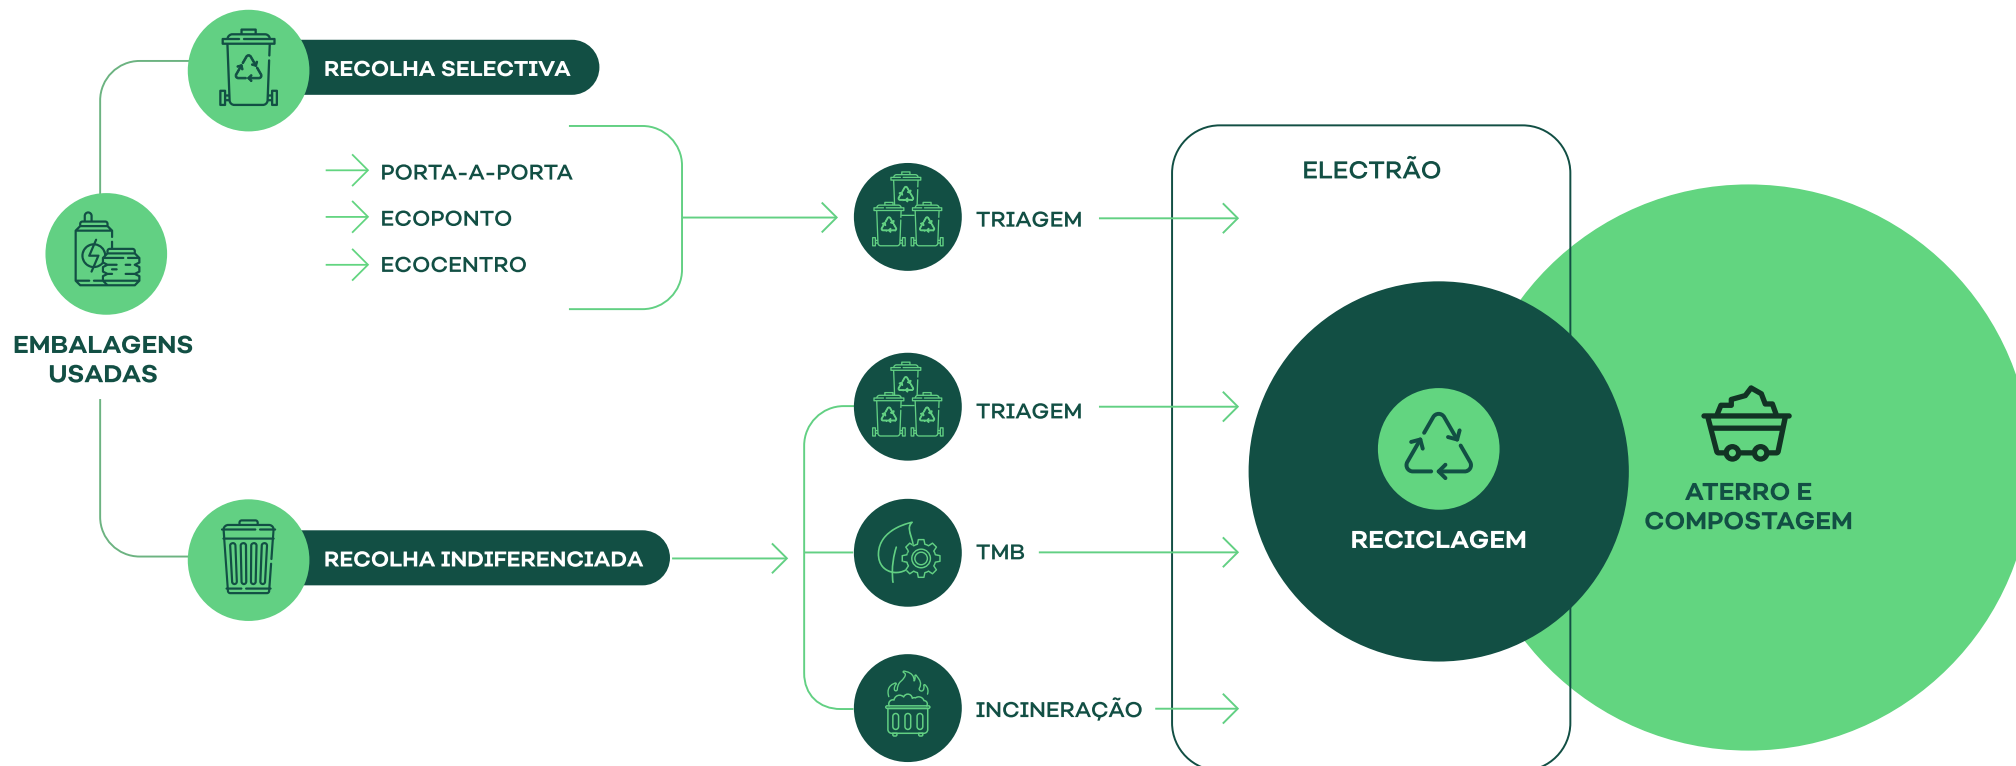 RECOLHA SELECTIVA
PORTA-A-PORTA
ECOPONTO
ECOCENTRO
EMBALAGENS
USADAS
RECOLHA INDIFERENCIADA
TRIAGEM
TRIAGEM
TMB
INCINERAÇÃO
ELECTRÃO
RECICLAGEM
ATERRO E
COMPOSTAGEM